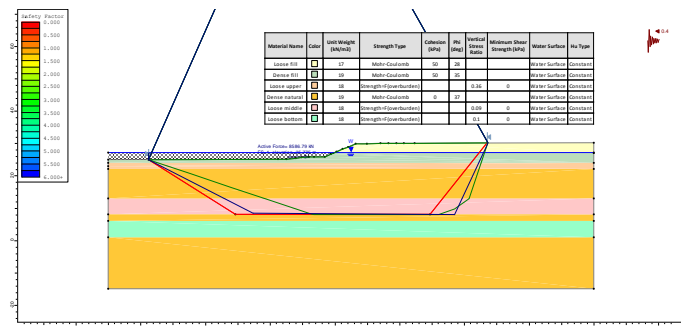 Safety Factor
0.000
0.500
1.000
1.500
2.000
2.500
3.000
3.500
4.000
4.500
5.000
5.500
6.000+
Material Name Color Unit Weight (kN/m3) Strength Type Cohesion (kPa) Phi (deg) Vertical Stress Ratio Minimum Shear Strength (kPa) Water Surface Hu Type
Loose fill 17 Mohr-Coulomb 50 28 Water Surface Constant
Dense fill 19 Mohr-Coulomb 50 35 Water Surface Constant
Loose upper 18 Strength=F(overburden) 0.36 0 Water Surface Constant
Dense natural 19 Mohr-Coulomb 0 37 Water Surface Constant
Loose middle 18 Strength=F(overburden) 0.09 0 Water Surface Constant
Loose bottom 18 Strength=F(overburden) 0.1 0 Water Surface Constant
0.4
W
Active Force= 8586.79 kN
40
20
0
-20